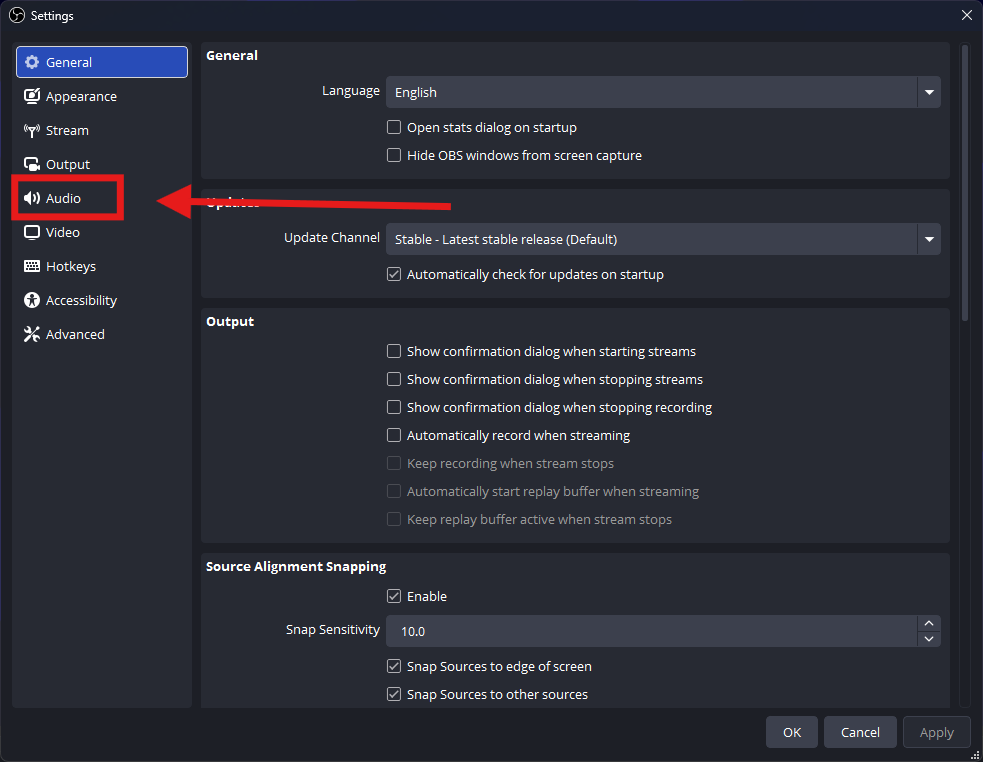 Settings
General
Appearance
Stream
Output
Audio
Video
Hotkeys
Accessibility
Advanced
General
Language
English
Open stats dialog on startup
Hide OBS windows from screen capture
Updates
Update Channel
Stable - Latest stable release (Default)
Automatically check for updates on startup
Output
Show confirmation dialog when starting streams
Show confirmation dialog when stopping streams
Show confirmation dialog when stopping recording
Automatically record when streaming
Keep recording when stream stops
Automatically start replay buffer when streaming
Keep replay buffer active when stream stops
Source Alignment Snapping
Enable
Snap Sensitivity
10.0
Snap Sources to edge of screen
Snap Sources to other sources
OK
Cancel
Apply